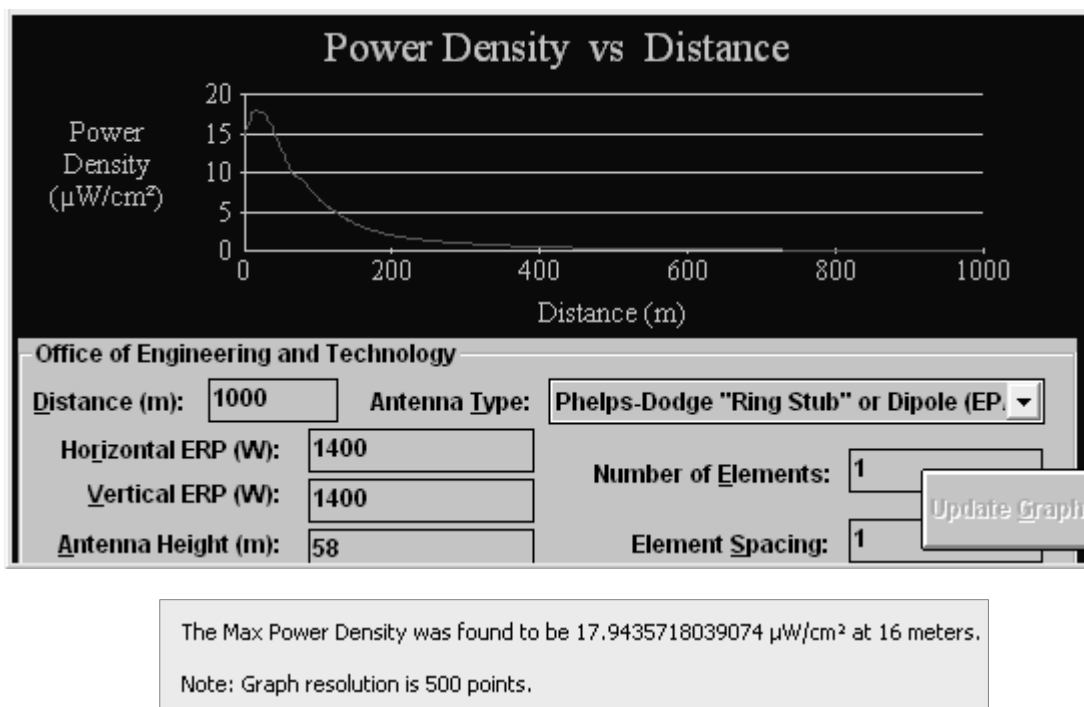 Power Density vs Distance
20
Power
Density
(µW/cm²)
15
10
5
0
0 200 400 600 800 1000
Distance (m)
Office of Engineering and Technology
Distance (m): 1000 Antenna Type: Phelps-Dodge "Ring Stub" or Dipole (EP
Horizontal ERP (W): 1400 Number of Elements: 1
Vertical ERP (W): 1400 Update Graph
Antenna Height (m): 58 Element Spacing: 1
The Max Power Density was found to be 17.9435718039074 µW/cm² at 16 meters.
Note: Graph resolution is 500 points.